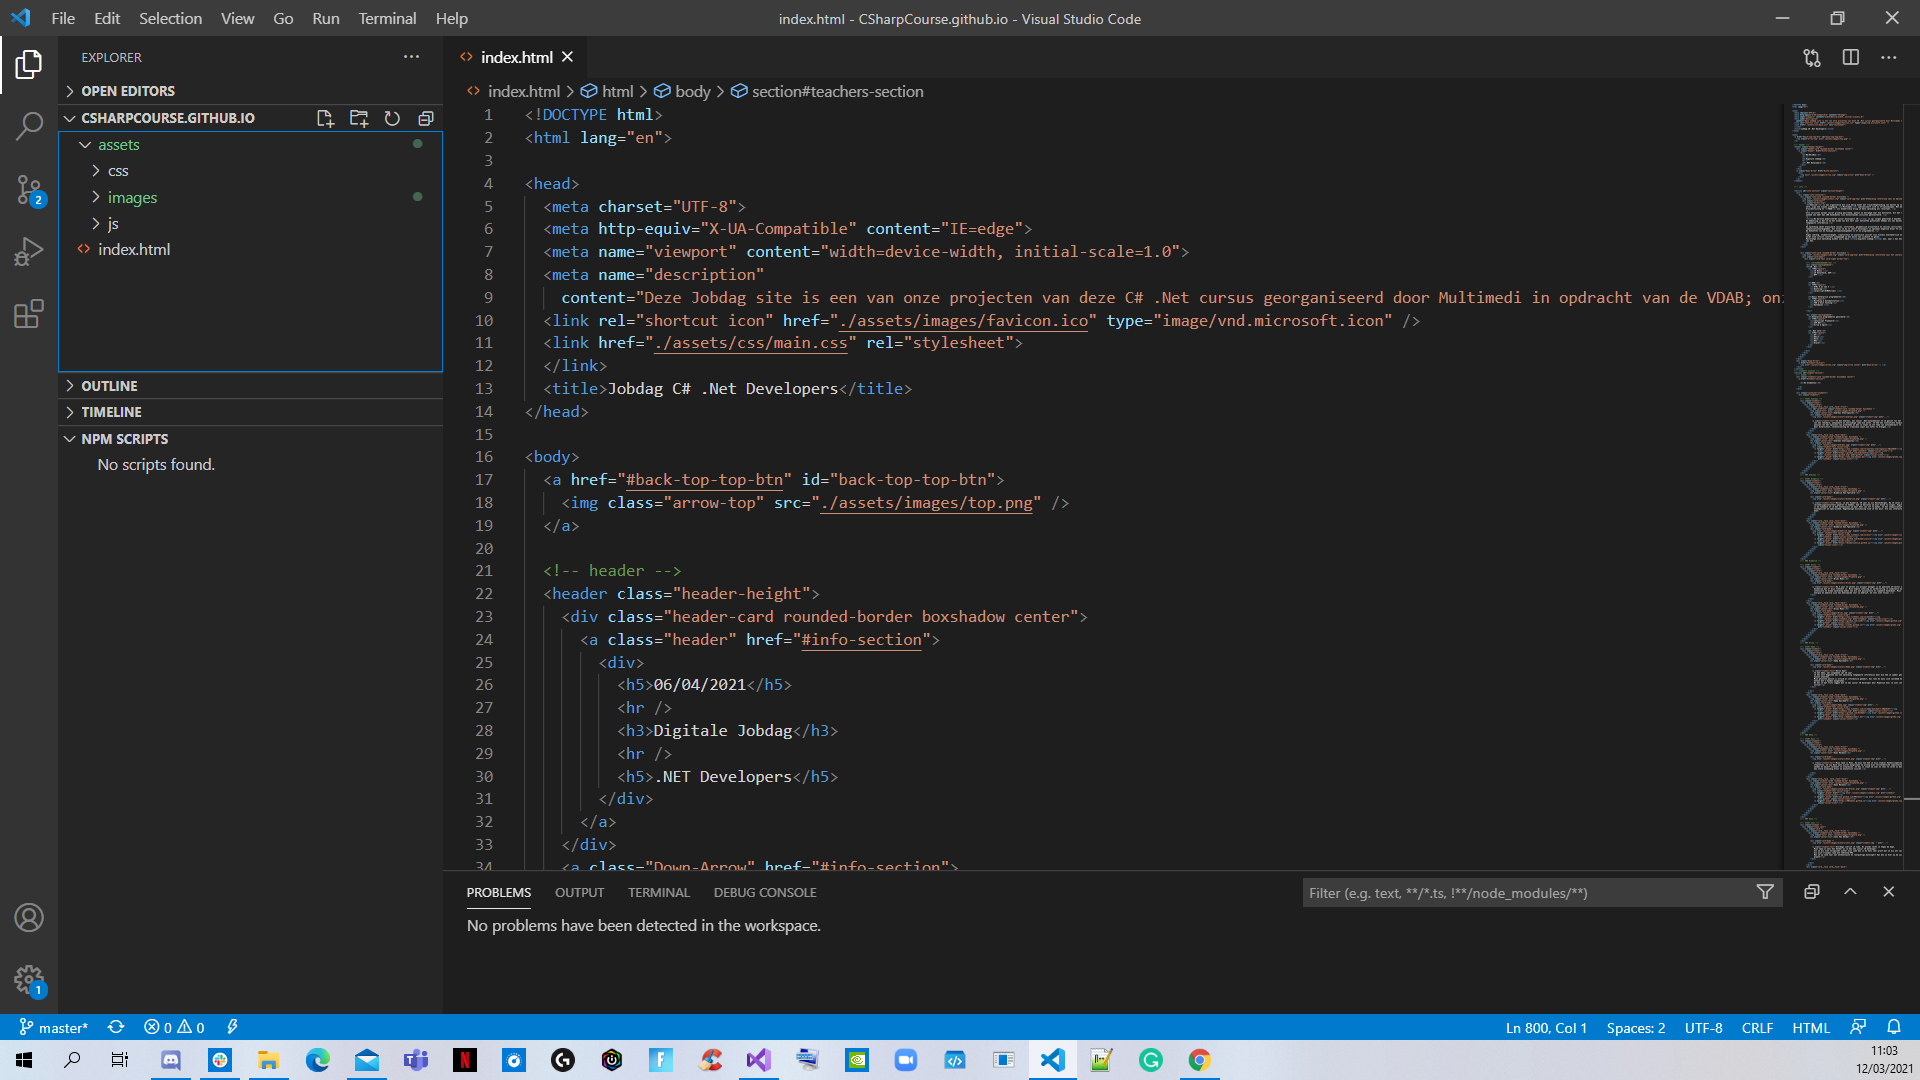 File Edit Selection View Go Run Terminal Help
index.html - CSharpCourse.github.io - Visual Studio Code
EXPLORER
OPEN EDITORS
CSHARPCOURSE.GITHUB.IO
assets
css
images
js
index.html
OUTLINE
TIMELINE
NPM SCRIPTS
No scripts found.
2
1
index.html
index.html > html > body > section#teachers-section
1 <!DOCTYPE html>
2 <html lang="en">
3
4 <head>
5 <meta charset="UTF-8">
6 <meta http-equiv="X-UA-Compatible" content="IE=edge">
7 <meta name="viewport" content="width=device-width, initial-scale=1.0">
8 <meta name="description"
9 content="Deze Jobdag site is een van onze projecten van deze C# .Net cursus georganiseerd door Multimedi in opdracht van de VDAB; on
10 <link rel="shortcut icon" href="./assets/images/favicon.ico" type="image/vnd.microsoft.icon" />
11 <link href="./assets/css/main.css" rel="stylesheet">
12 </link>
13 <title>Jobdag C# .Net Developers</title>
14 </head>
15
16 <body>
17 <a href="#back-top-top-btn" id="back-top-top-btn">
18 <img class="arrow-top" src="./assets/images/top.png" />
19 </a>
20
21 <!-- header -->
22 <header class="header-height">
23 <div class="header-card rounded-border boxshadow center">
24 <a class="header" href="#info-section">
25 <div>
26 <h5>06/04/2021</h5>
27 <hr />
28 <h3>Digitale Jobdag</h3>
29 <hr />
30 <h5>.NET Developers</h5>
31 </div>
32 </a>
33 </div>
34 <a class="Down-Arrow" href="#info-section">
PROBLEMS OUTPUT TERMINAL DEBUG CONSOLE
Filter (e.g. text, **/*.ts, !**/node_modules/**)
No problems have been detected in the workspace.
master* 0 0
Ln 800, Col 1 Spaces: 2 UTF-8 CRLF HTML
11:03
12/03/2021